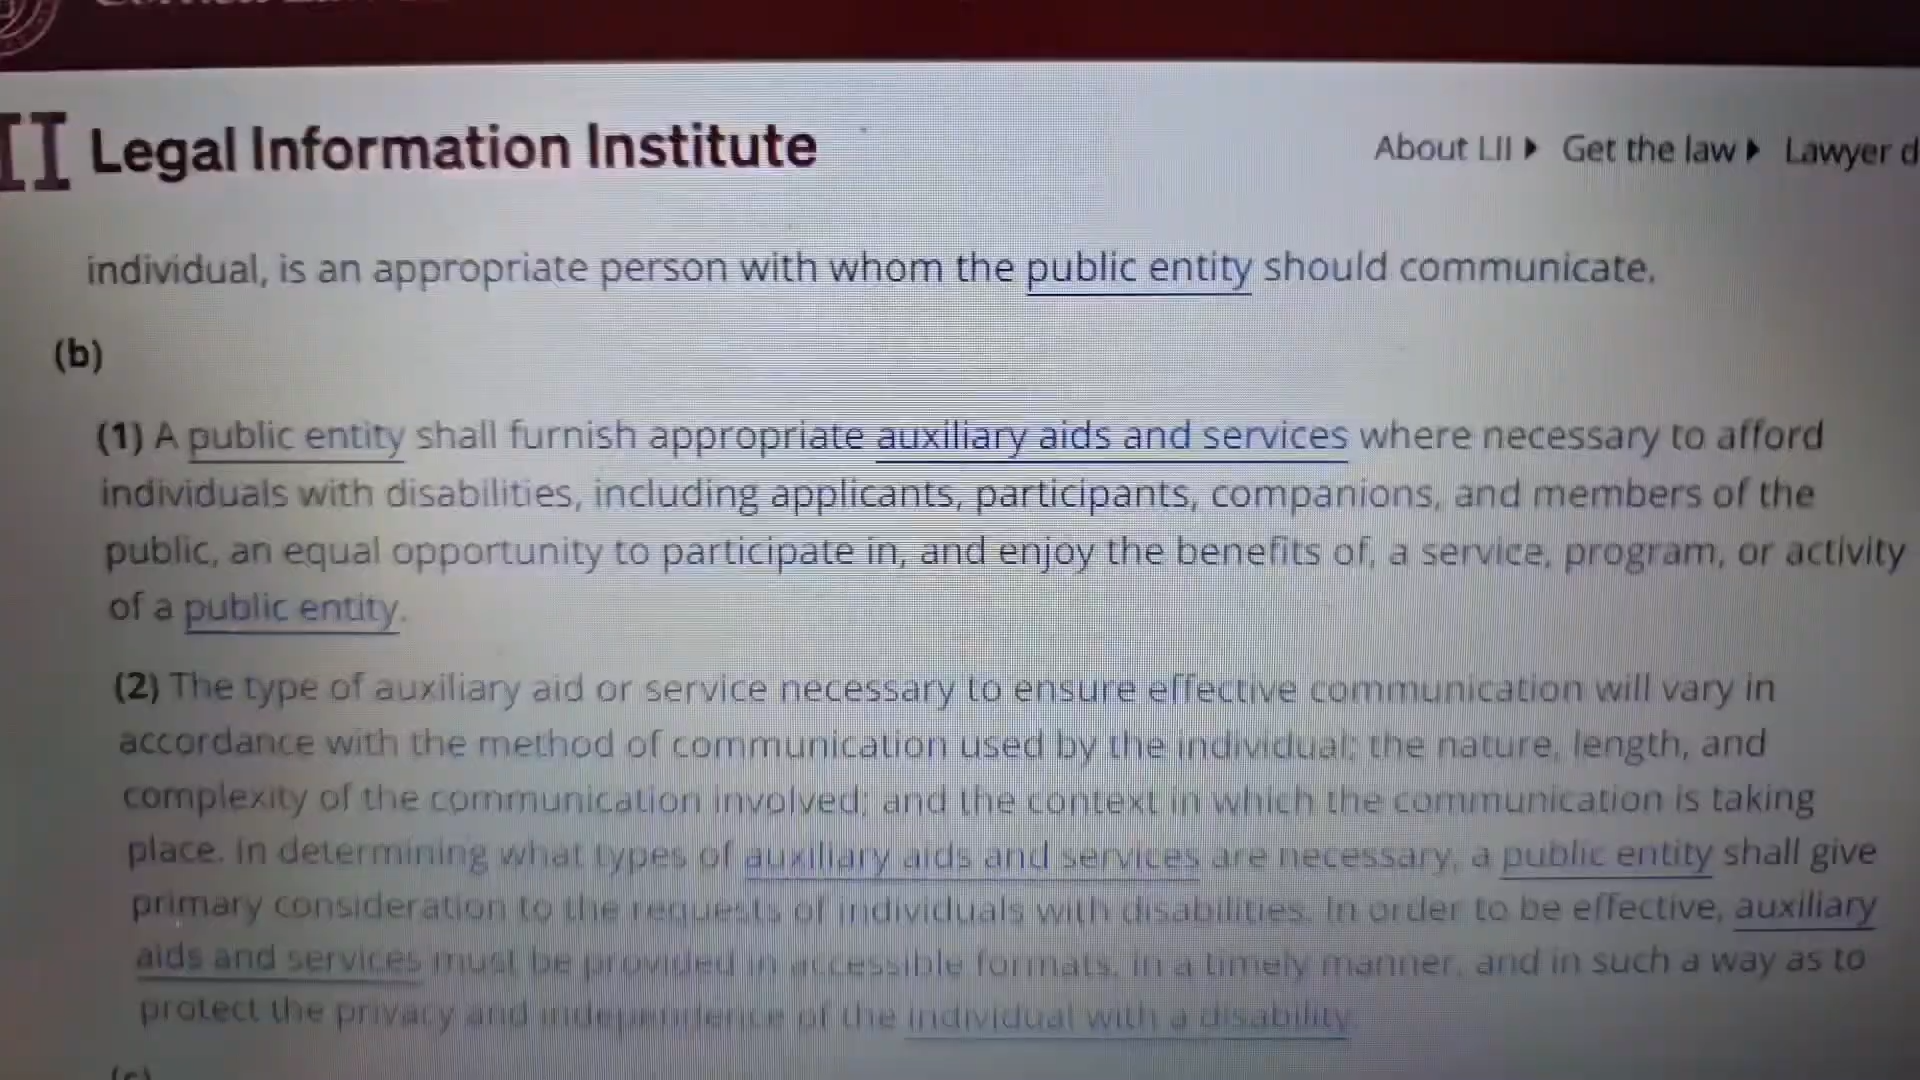 II Legal Information Institute
About LII Get the law Lawyer d
individual, is an appropriate person with whom the public entity should communicate.
(b)
(1) A public entity shall furnish appropriate auxiliary aids and services where necessary to afford
individuals with disabilities, including applicants, participants, companions, and members of the
public, an equal opportunity to participate in, and enjoy the benefits of, a service, program, or activity
of a public entity.
(2) The type of auxiliary aid or service necessary to ensure effective communication will vary in
accordance with the method of communication used by the individual; the nature, length, and
complexity of the communication involved; and the context in which the communication is taking
place. In determining what types of auxiliary aids and services are necessary, a public entity shall give
primary consideration to the requests of individuals with disabilities. In order to be effective, auxiliary
aids and services must be provided in accessible formats, in a timely manner, and in such a way as to
protect the privacy and independence of the individual with a disability.